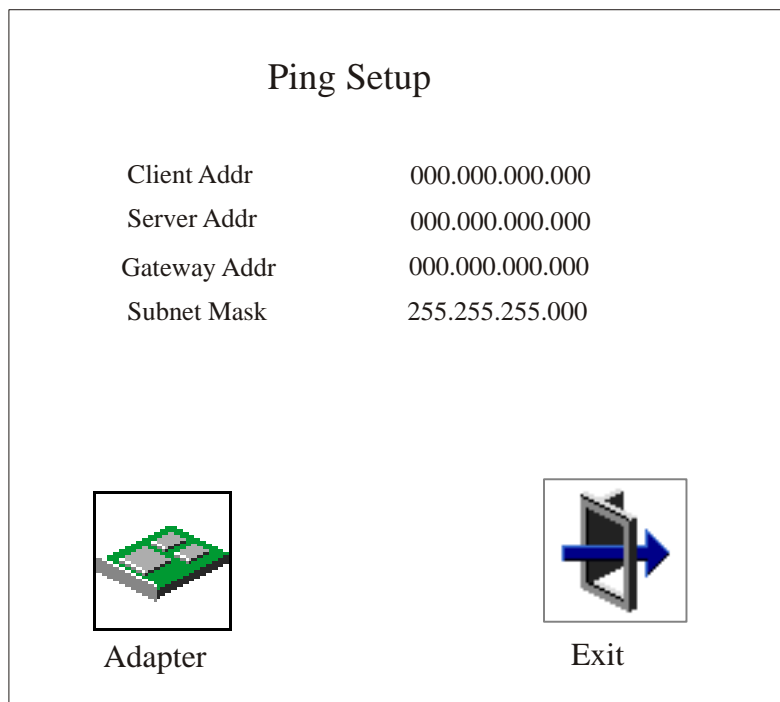 Ping Setup
Client Addr 000.000.000.000
Server Addr 000.000.000.000
Gateway Addr 000.000.000.000
Subnet Mask 255.255.255.000
Adapter
Exit